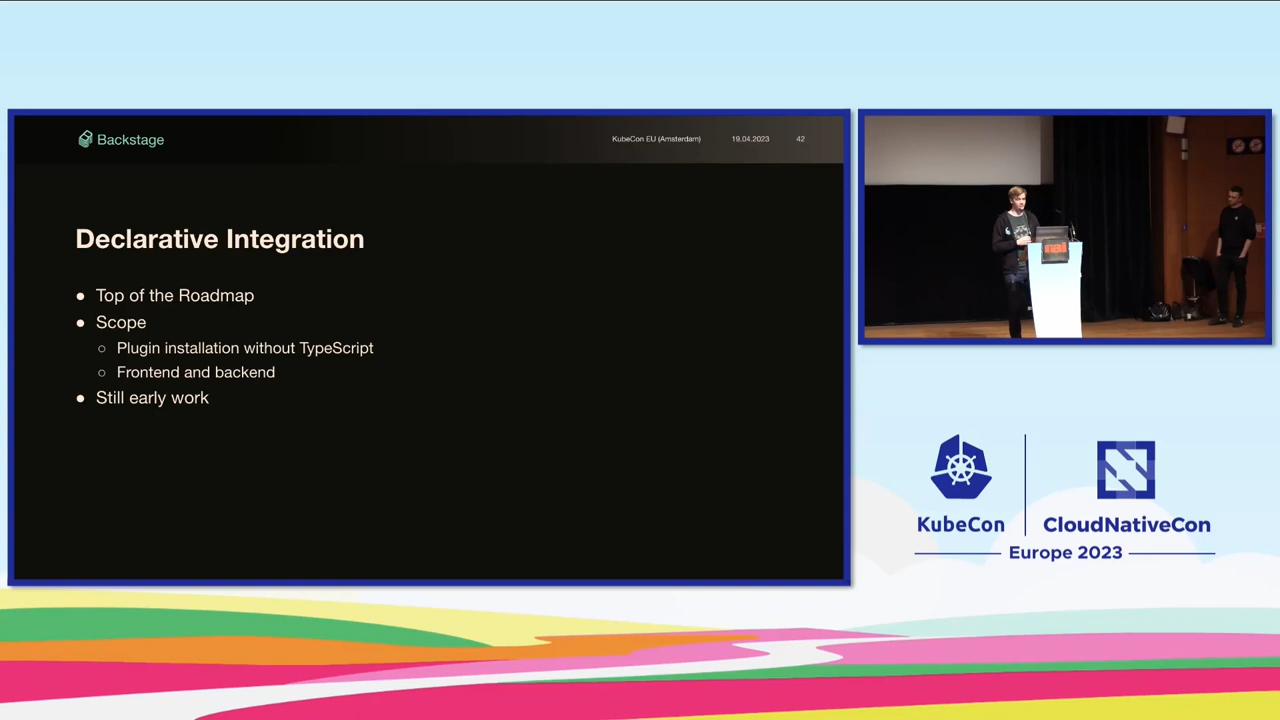 Backstage
KubeCon EU (Amsterdam) 19.04.2023 42
Declarative Integration
● Top of the Roadmap
● Scope
○ Plugin installation without TypeScript
○ Frontend and backend
● Still early work
KubeCon
CloudNativeCon
Europe 2023